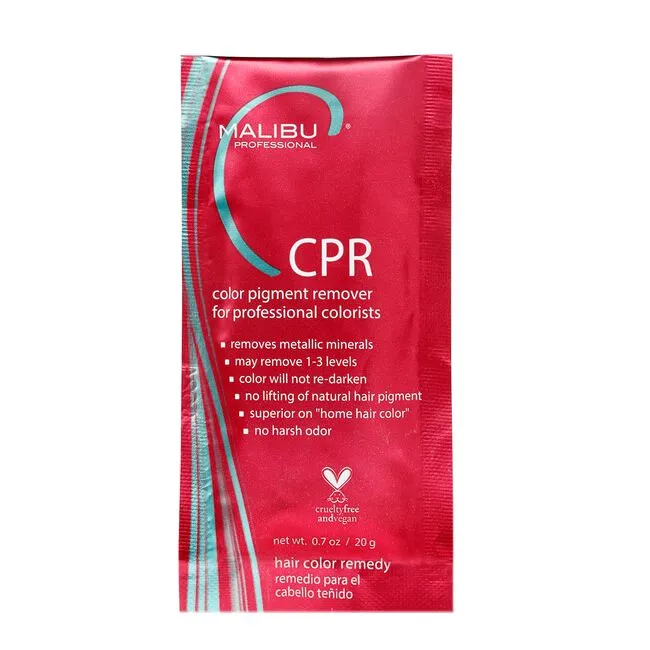 MALIBU ®
PROFESSIONAL
CPR
color pigment remover
for professional colorists
removes metallic minerals
may remove 1-3 levels
color will not re-darken
no lifting of natural hair pigment
superior on "home hair color"
no harsh odor
crueltyfree
andvegan
net wt. 0.7 oz / 20 g
hair color remedy
remedio para el
cabello teñido